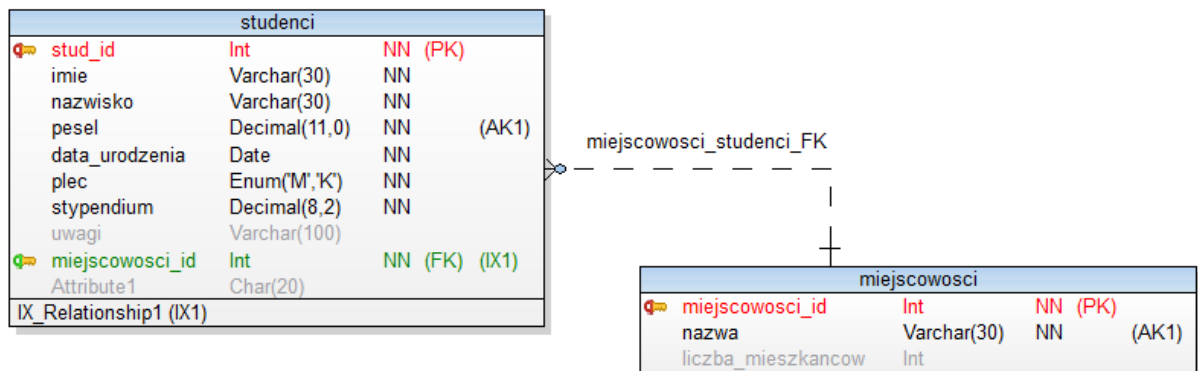 studenci
stud_id Int NN (PK)
imie Varchar(30) NN
nazwisko Varchar(30) NN
pesel Decimal(11,0) NN (AK1)
data_urodzenia Date NN
plec Enum('M','K') NN
stypendium Decimal(8,2) NN
uwagi Varchar(100)
miejscowosci_id Int NN (FK) (IX1)
Attribute1 Char(20)
IX_Relationship1 (IX1)
miejscowosci_studenci_FK
miejscowosci
miejscowosci_id Int NN (PK)
nazwa Varchar(30) NN (AK1)
liczba_mieszkancow Int